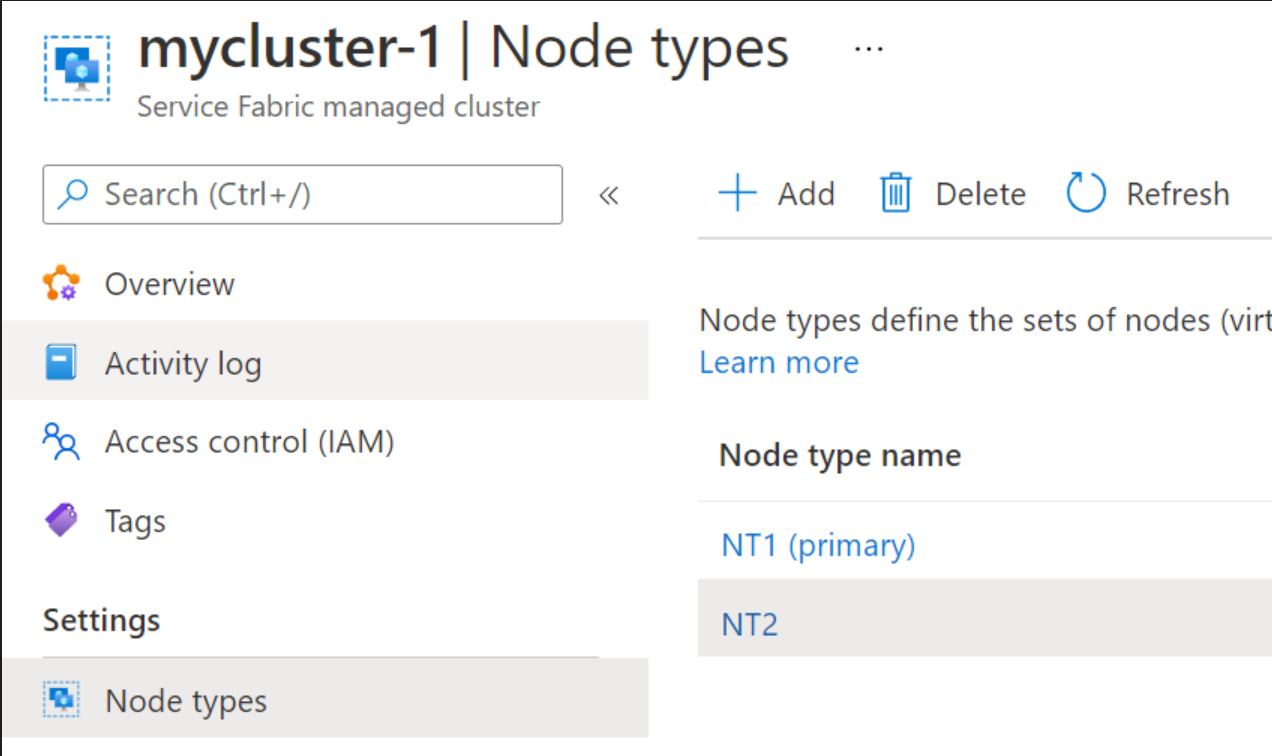 mycluster-1 | Node types ...
Service Fabric managed cluster
Search (Ctrl+/)
«
Add
Delete
Refresh
Overview
Activity log
Access control (IAM)
Tags
Settings
Node types
Node types define the sets of nodes (virt
Learn more
Node type name
NT1 (primary)
NT2